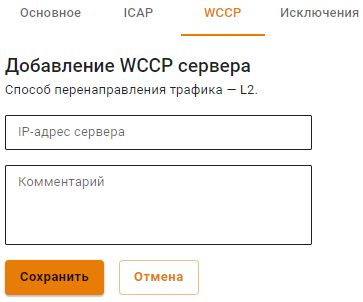 Основное ICAP WCCP Исключения
Добавление WCCP сервера
Способ перенаправления трафика — L2.
IP-адрес сервера
Комментарий
Сохранить Отмена